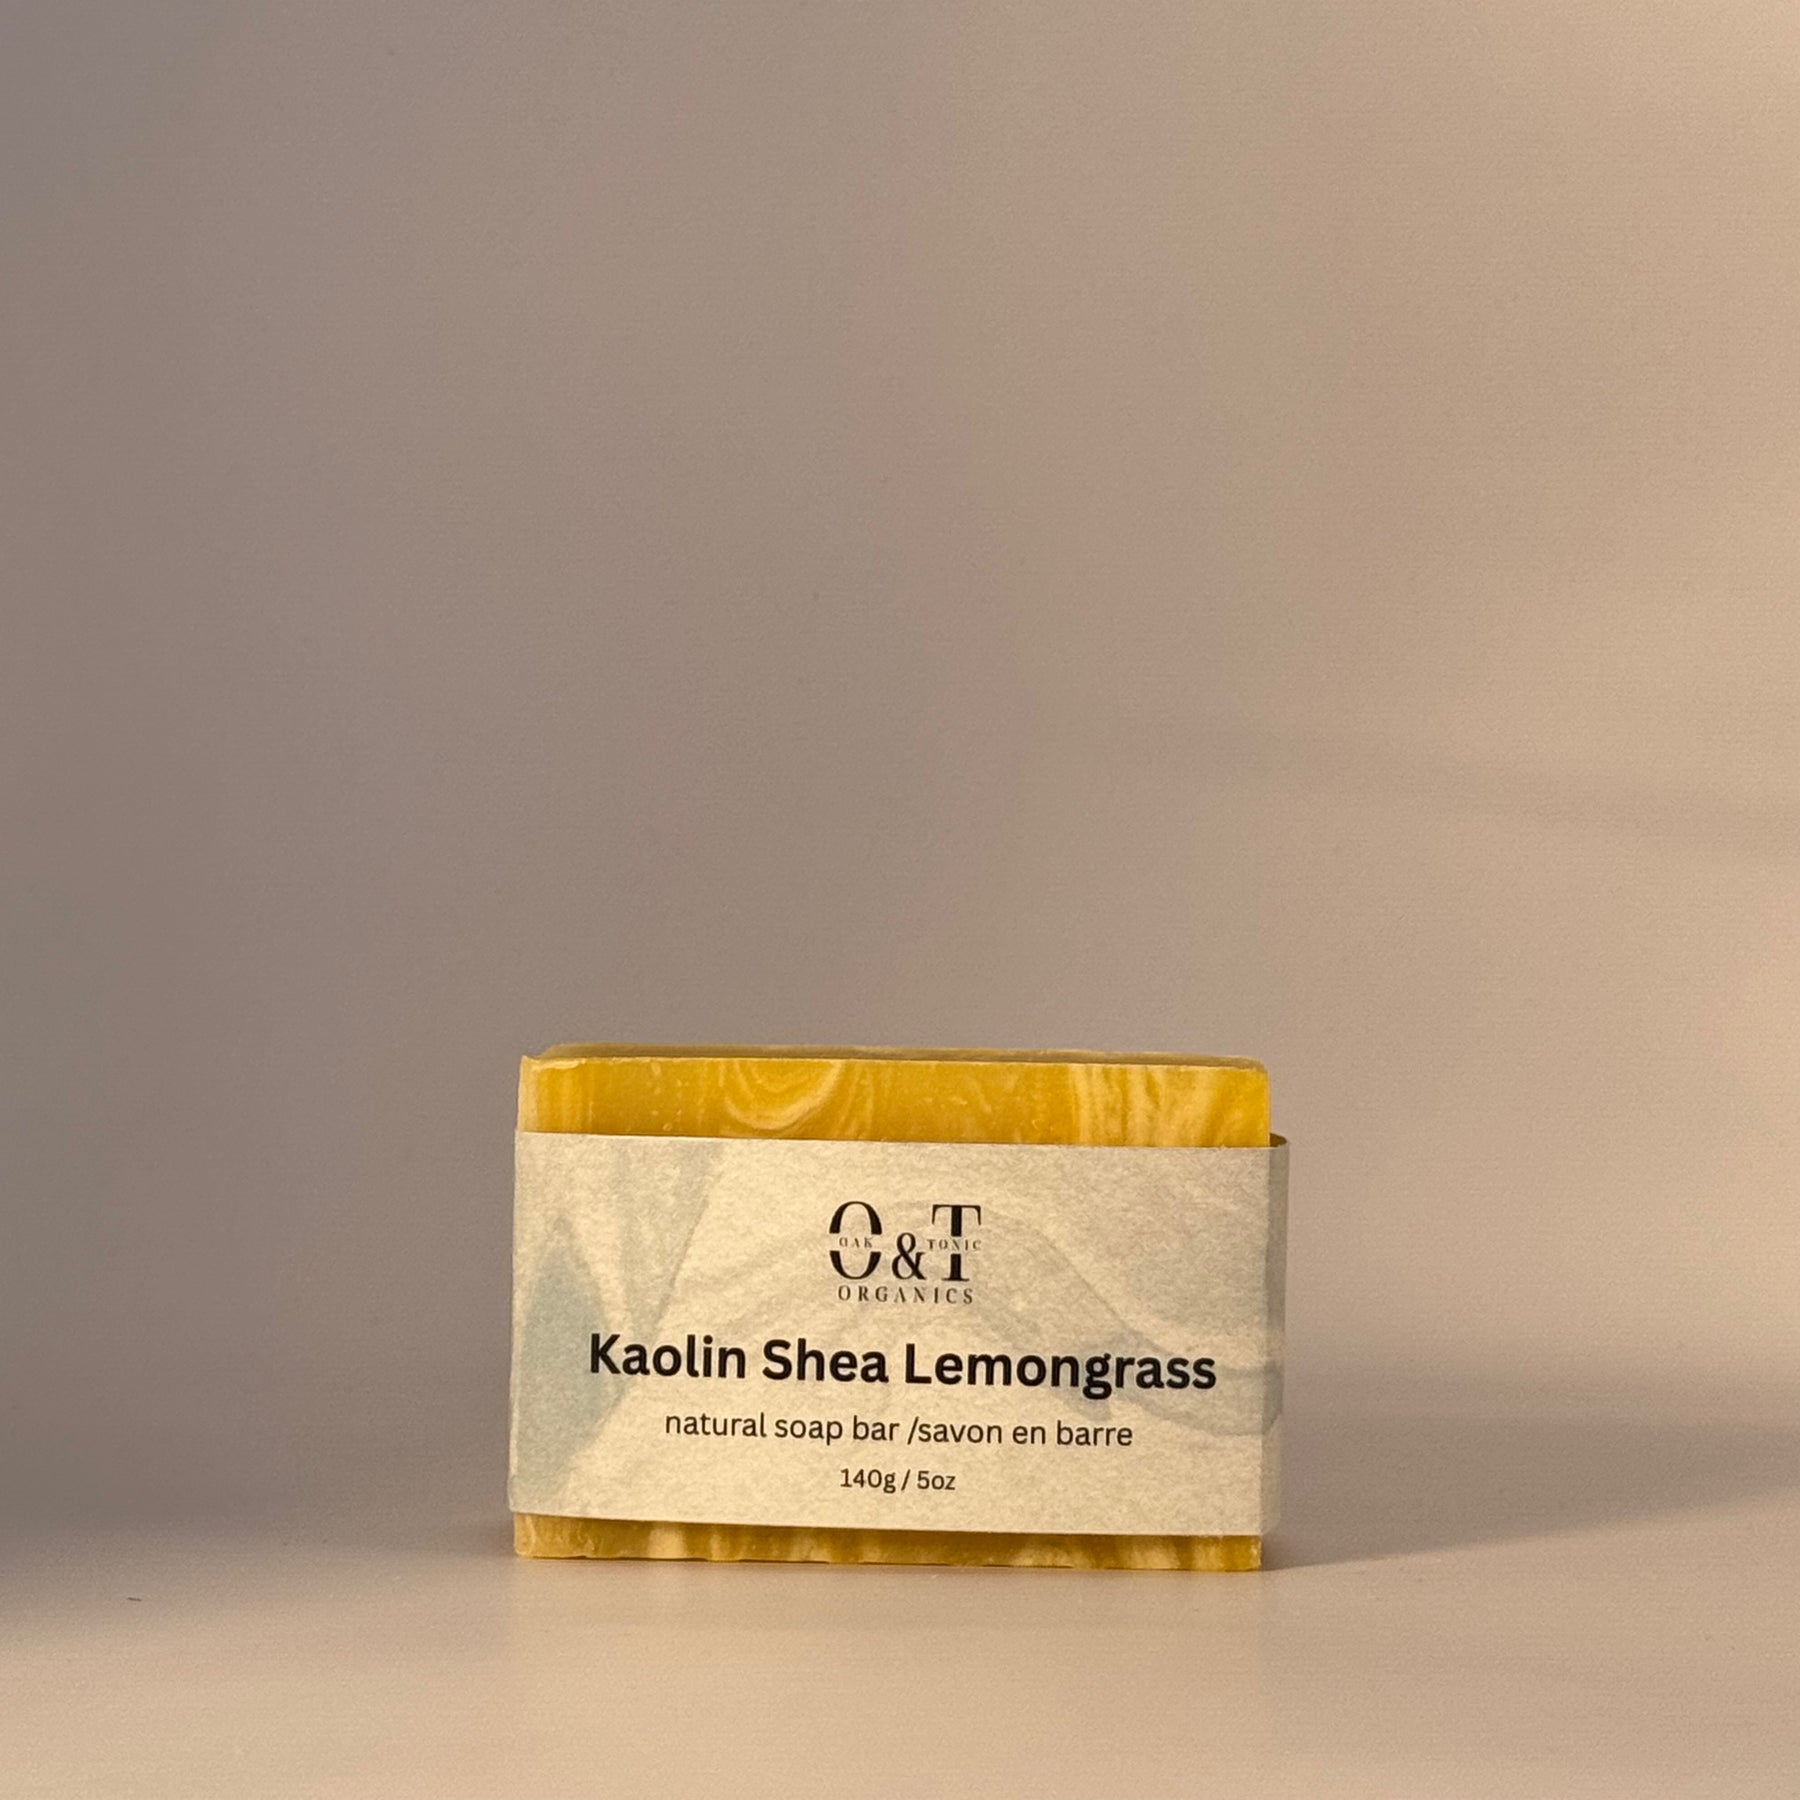 O&T
OAK TONIC
ORGANICS
Kaolin Shea Lemongrass
natural soap bar /savon en barre
140g / 5oz